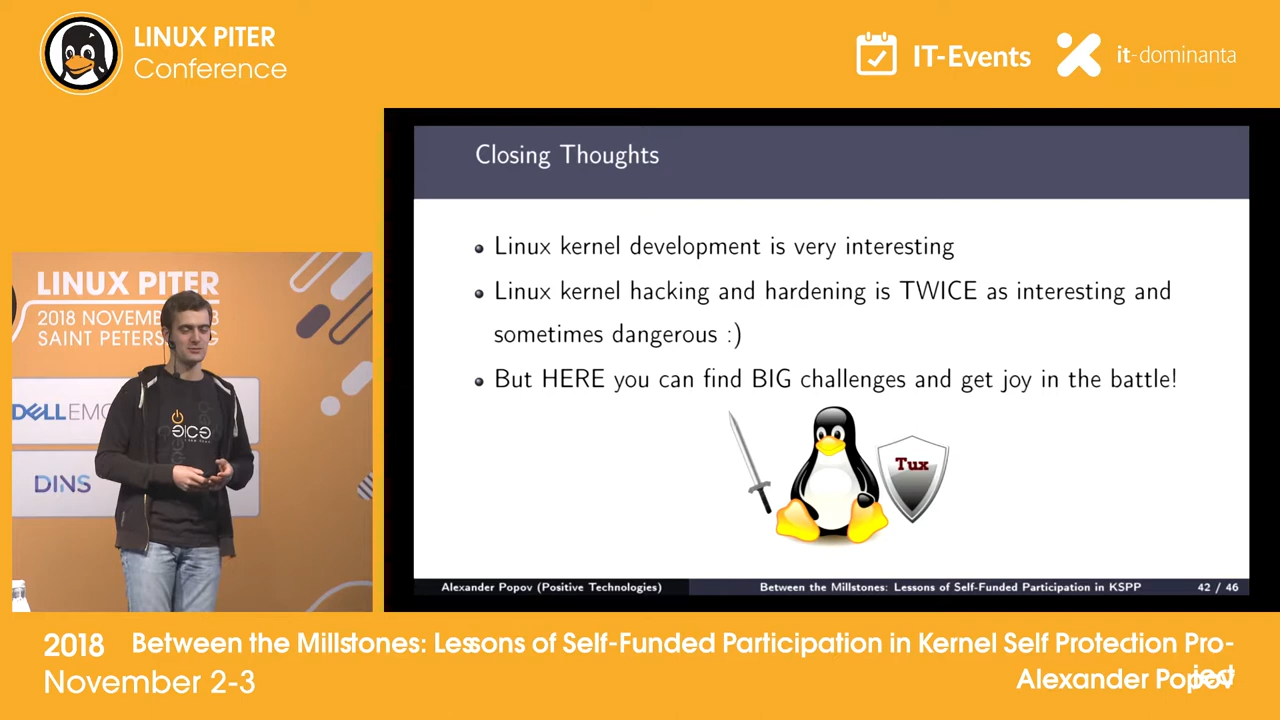 LINUX PITER
Conference
IT-Events
it-dominanta
Closing Thoughts
Linux kernel development is very interesting
Linux kernel hacking and hardening is TWICE as interesting and
sometimes dangerous :)
But HERE you can find BIG challenges and get joy in the battle!
Tux
Alexander Popov (Positive Technologies)
Between the Millstones: Lessons of Self-Funded Participation in KSPP
42 / 46
LINUX PITER
2018 NOVEMBER
SAINT PETERS
DELL EMC
DINS
2018
Between the Millstones: Lessons of Self-Funded Participation in Kernel Self Protection Pro-
ject
November 2-3
Alexander Popov